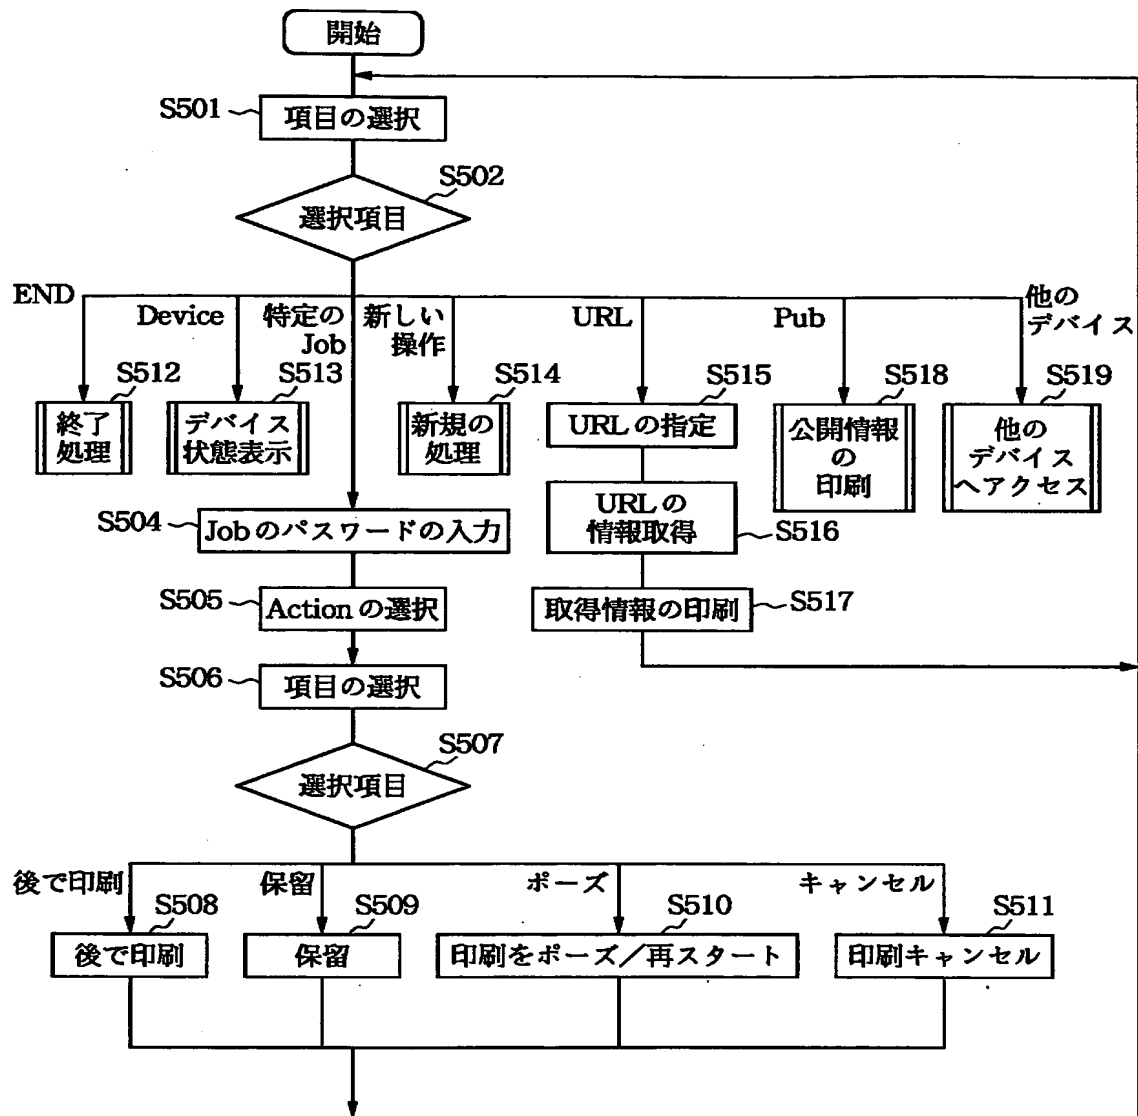 開始
S501
項目の選択
S502
選択項目
END
Device
特定の
Job
新しい
操作
URL
Pub
他の
デバイス
S512
終了
処理
S513
デバイス
状態表示
S514
新規の
処理
S515
URLの指定
S518
公開情報
の
印刷
S519
他の
デバイス
へアクセス
S504
Jobのパスワードの入力
URLの
情報取得
S516
S505
Actionの選択
取得情報の印刷
S517
S506
項目の選択
S507
選択項目
後で印刷
保留
ポーズ
キャンセル
S508
後で印刷
S509
保留
S510
印刷をポーズ/再スタート
S511
印刷キャンセル